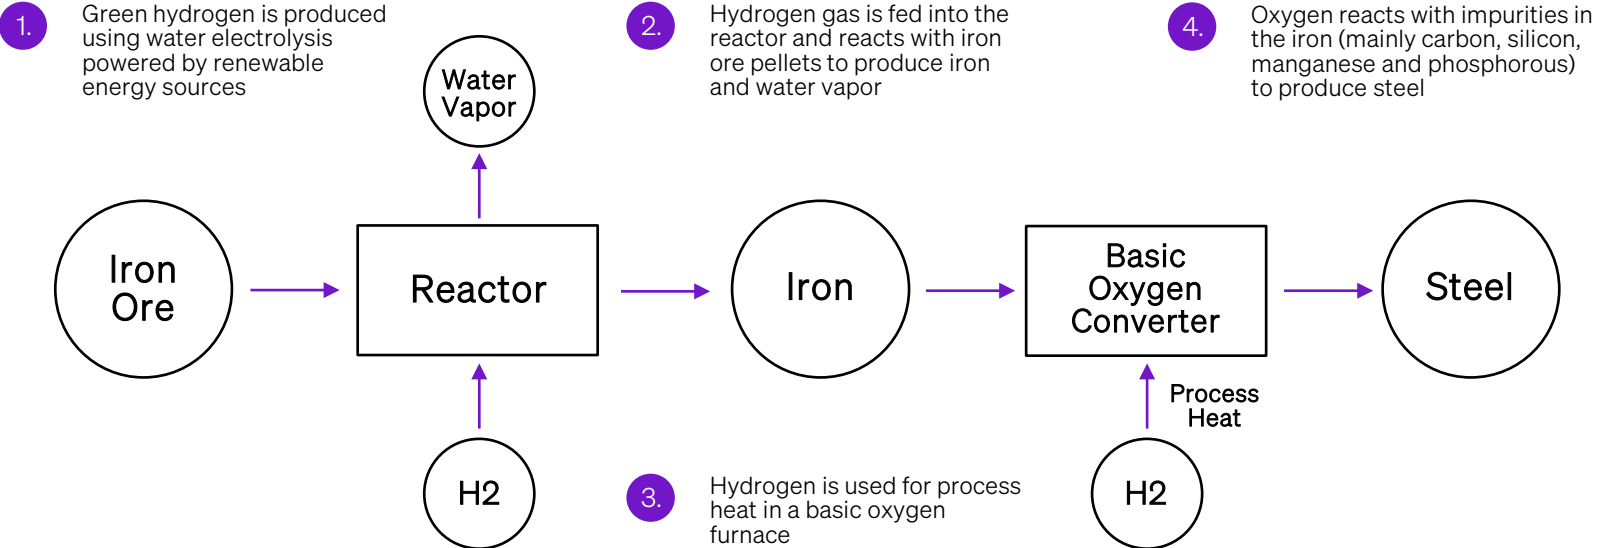 1.
Green hydrogen is produced
using water electrolysis
powered by renewable
energy sources
2.
Hydrogen gas is fed into the
reactor and reacts with iron
ore pellets to produce iron
and water vapor
4.
Oxygen reacts with impurities in
the iron (mainly carbon, silicon,
manganese and phosphorous)
to produce steel
Water
Vapor
Iron
Ore
Reactor
Iron
Basic
Oxygen
Converter
Steel
Process
Heat
H2
3.
Hydrogen is used for process
heat in a basic oxygen
furnace
H2